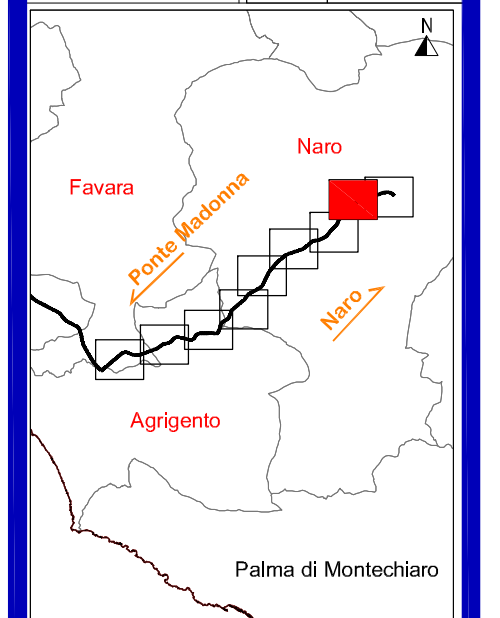 N
Naro
Favara
Ponte Madonna
Naro
Agrigento
Palma di Montechiaro